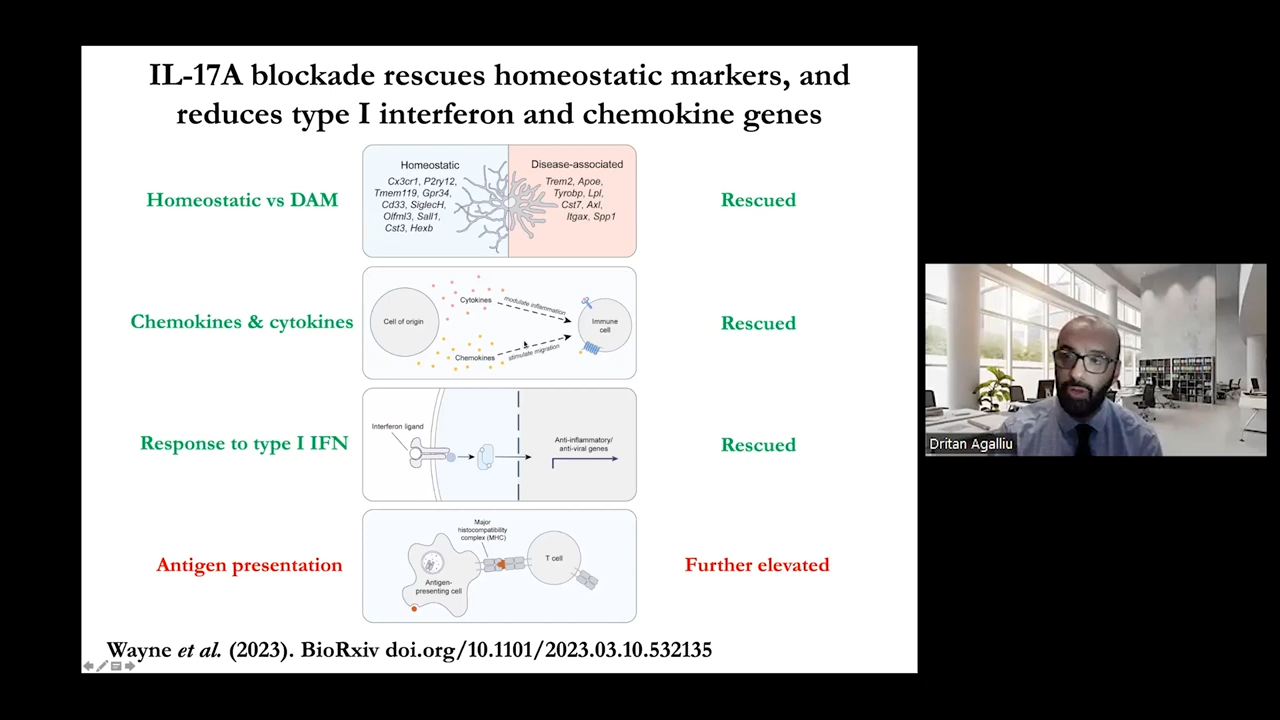 IL-17A blockade rescues homeostatic markers, and
reduces type I interferon and chemokine genes
Homeostatic vs DAM
Homeostatic
Cx3cr1, P2ry12,
Tmem119, Gpr34,
Cd33, SiglecH,
Olfml3, Sall1,
Cst3, Hexb
Disease-associated
Trem2, Apoe,
Tyrobp, Lpl,
Cst7, Axl,
Itgax, Spp1
Rescued
Chemokines & cytokines
Cell of origin
Cytokines
modulate inflammation
Chemokines
stimulate migration
Immune
cell
Rescued
Response to type I IFN
Interferon ligand
Anti-inflammatory/
anti-viral genes
Rescued
Antigen presentation
Major
histocompatibility
complex (MHC)
Antigen-
presenting cell
T cell
Further elevated
Wayne et al. (2023). BioRxiv doi.org/10.1101/2023.03.10.532135
Dritan Agalliu